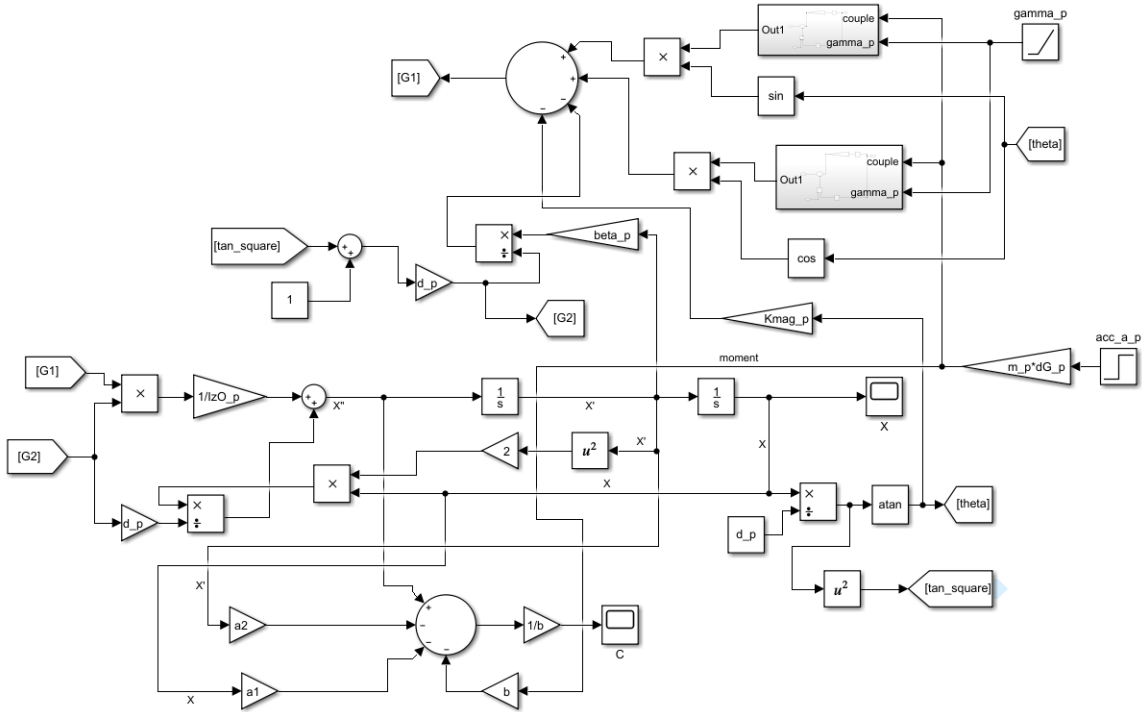 gamma_p
couple
Out1
gamma_p
+
+
−
−
×
[G1]
sin
[theta]
couple
×
Out1
gamma_p
[tan_square]
+
+
×
÷
beta_p
cos
1
d_p
[G2]
Kmag_p
acc_a_p
moment
m_p*dG_p
[G1]
×
1/IzO_p
+
+
X''
1
s
X'
1
s
X
[G2]
2
u²
X'
X
×
X
×
÷
d_p
×
÷
atan
[theta]
d_p
X'
u²
[tan_square]
a2
+
−
−
−
1/b
C
X
a1
b